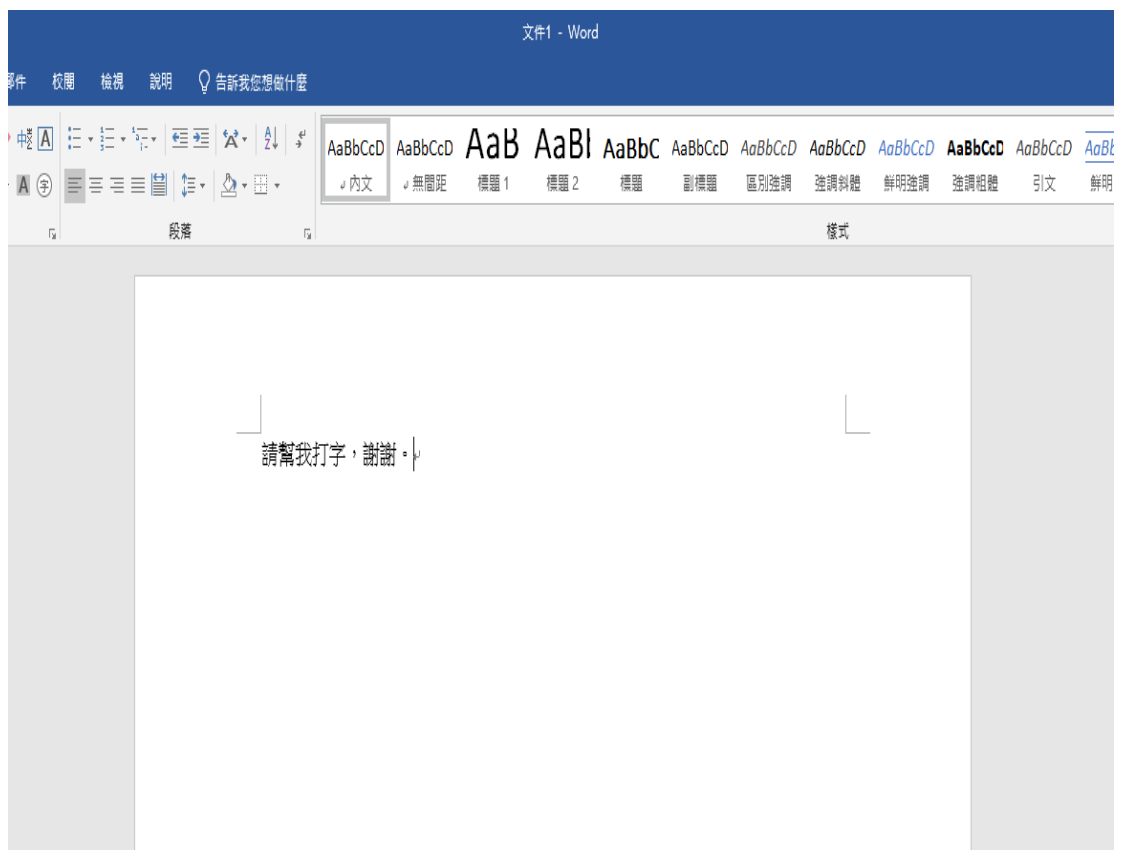 文件1 - Word
郵件 校閱 檢視 說明 告訴我您想做什麼
AaBbCcD AaBbCcD AaB AaBl AaBbC AaBbCcD AaBbCcD AaBbCcD AaBbCcD AaBbCcD AaBbCcD AaBb
內文 無間距 標題 1 標題 2 標題 副標題 區別強調 強調斜體 鮮明強調 強調粗體 引文 鮮明
段落 樣式
請幫我打字，謝謝。